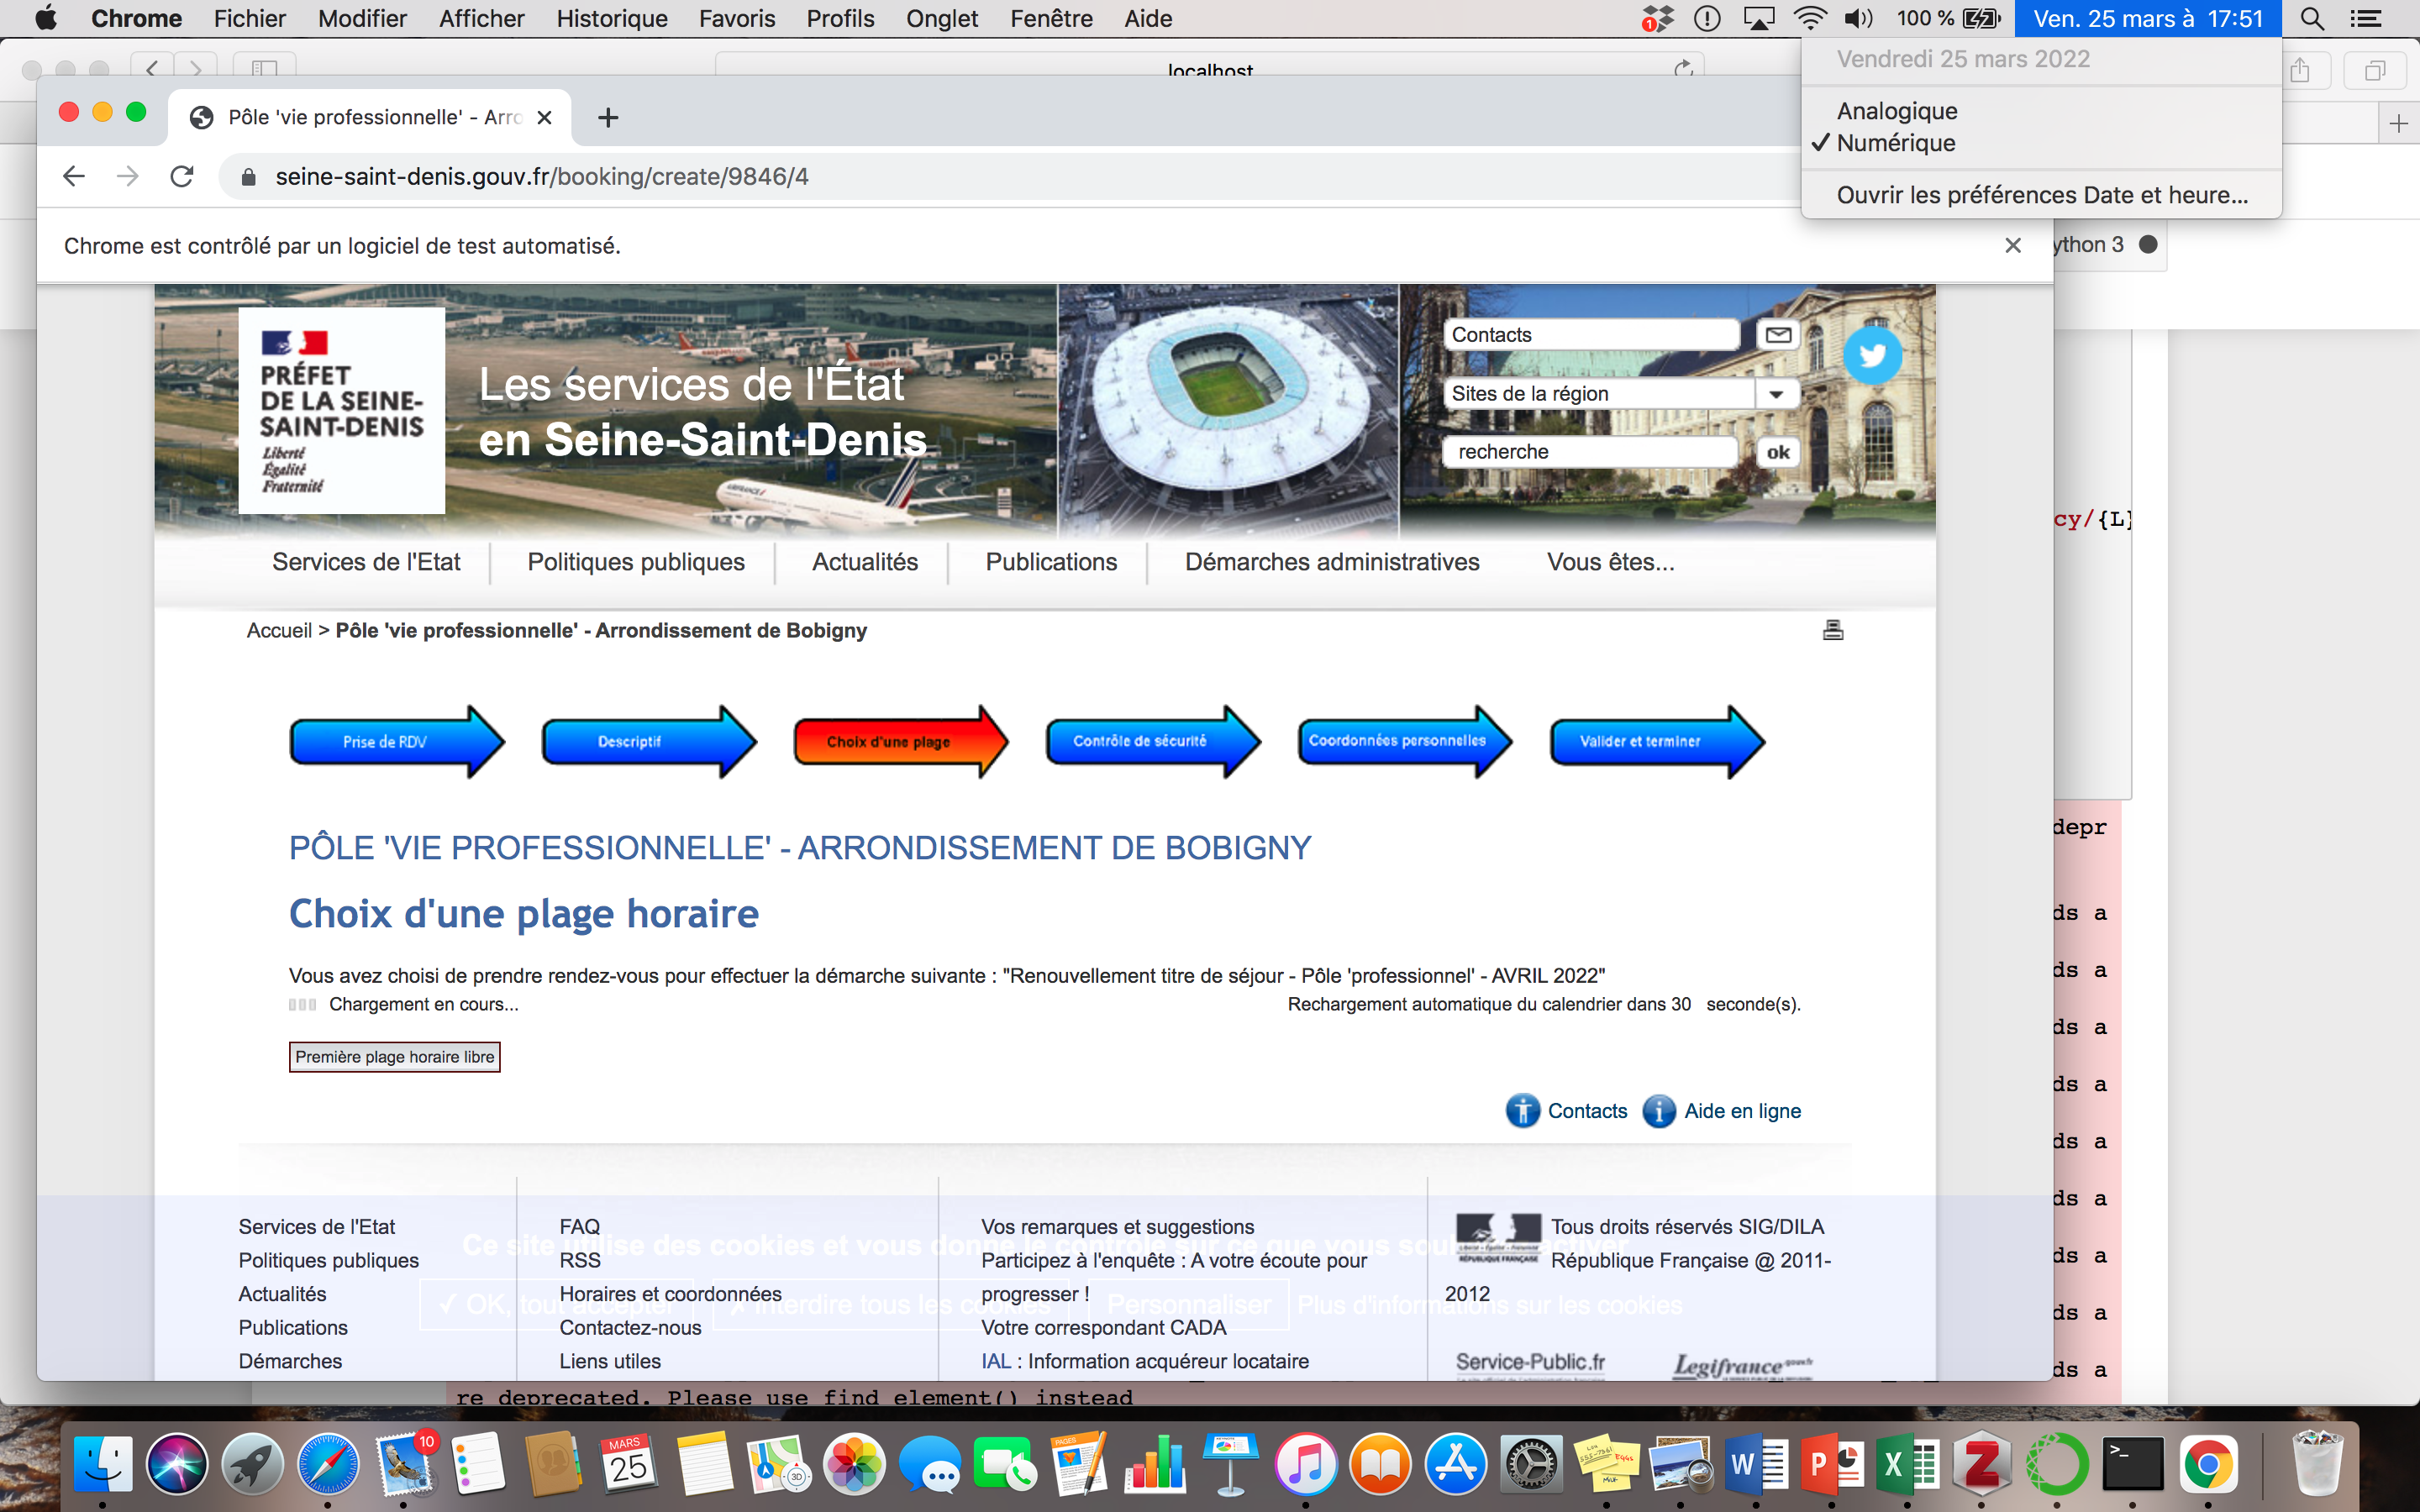 Chrome Fichier Modifier Afficher Historique Favoris Profils Onglet Fenêtre Aide 1 100 % Ven. 25 mars à 17:51
Vendredi 25 mars 2022
Analogique
✓ Numérique
Ouvrir les préférences Date et heure...
localhost
Pôle 'vie professionnelle' - Arro
seine-saint-denis.gouv.fr/booking/create/9846/4
Chrome est contrôlé par un logiciel de test automatisé.
ython 3
PRÉFET
DE LA SEINE-
SAINT-DENIS
Liberté
Égalité
Fraternité
Les services de l'État
en Seine-Saint-Denis
Contacts
Sites de la région
recherche
ok
cy/{L}
Services de l'Etat Politiques publiques Actualités Publications Démarches administratives Vous êtes...
Accueil > Pôle 'vie professionnelle' - Arrondissement de Bobigny
Prise de RDV Descriptif Choix d'une plage Contrôle de sécurité Coordonnées personnelles Valider et terminer
PÔLE 'VIE PROFESSIONNELLE' - ARRONDISSEMENT DE BOBIGNY
Choix d'une plage horaire
Vous avez choisi de prendre rendez-vous pour effectuer la démarche suivante : "Renouvellement titre de séjour - Pôle 'professionnel' - AVRIL 2022"
Chargement en cours... Rechargement automatique du calendrier dans 30 seconde(s).
Première plage horaire libre
Contacts Aide en ligne
depr
ds a
ds a
ds a
ds a
ds a
ds a
ds a
ds a
ds a
Services de l'Etat
Politiques publiques
Actualités
Publications
Démarches
FAQ
RSS
Horaires et coordonnées
Contactez-nous
Liens utiles
Vos remarques et suggestions
Participez à l'enquête : A votre écoute pour
progresser !
Votre correspondant CADA
IAL : Information acquéreur locataire
RÉPUBLIQUE FRANÇAISE
Tous droits réservés SIG/DILA
République Française @ 2011-
2012
Service-Public.fr
Legifrance.gouv.fr
Ce site utilise des cookies et vous donne le contrôle sur ce que vous souhaitez activer
✓ OK, tout accepter ✗ Interdire tous les cookies Personnaliser Plus d'informations sur les cookies
re deprecated. Please use find element() instead
10
MARS
25
3D
PAGES
W
P
X
Z
>_